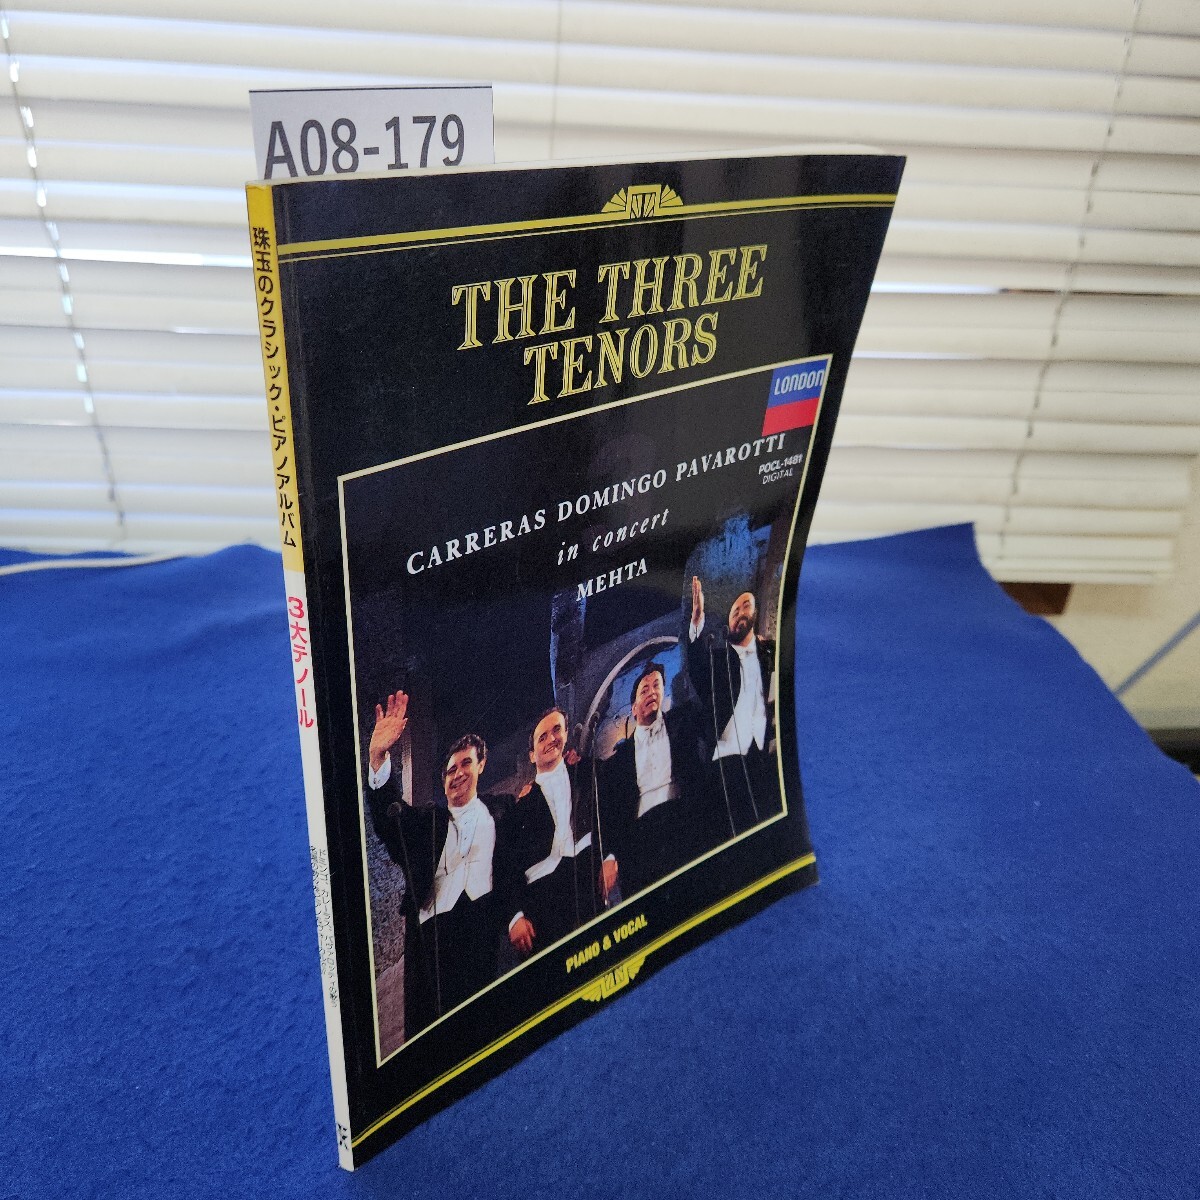 A08-179
THE THREE
TENORS
LONDON
POCL-1481
DIGITAL
CARRERAS DOMINGO PAVAROTTI
in concert
MEHTA
PIANO & VOCAL
珠玉のクラシック・ピアノアルバム
3大テノール